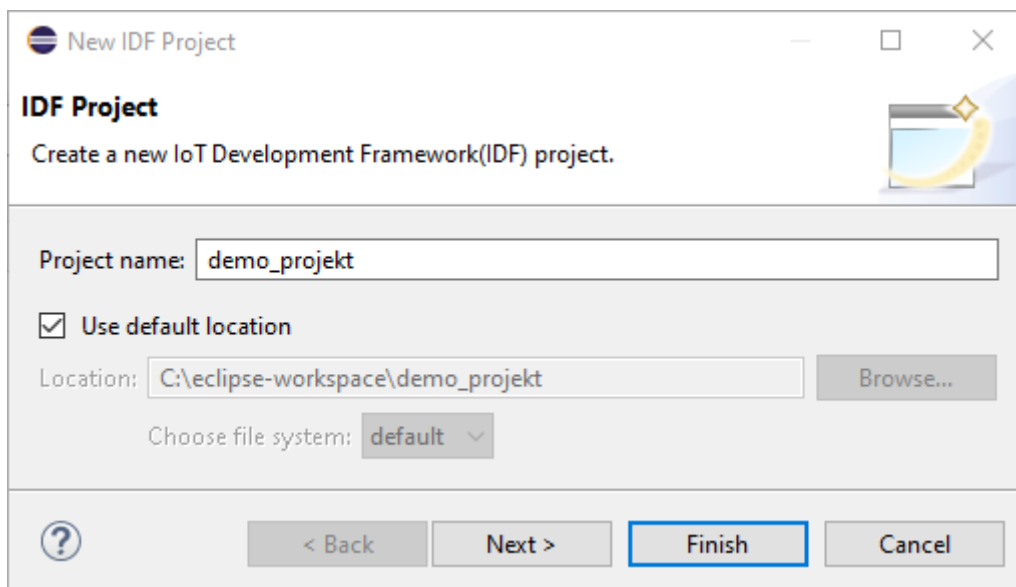 New IDF Project
IDF Project
Create a new IoT Development Framework(IDF) project.
Project name: demo_projekt
Use default location
Location: C:\eclipse-workspace\demo_projekt Browse...
Choose file system: default
? < Back Next > Finish Cancel